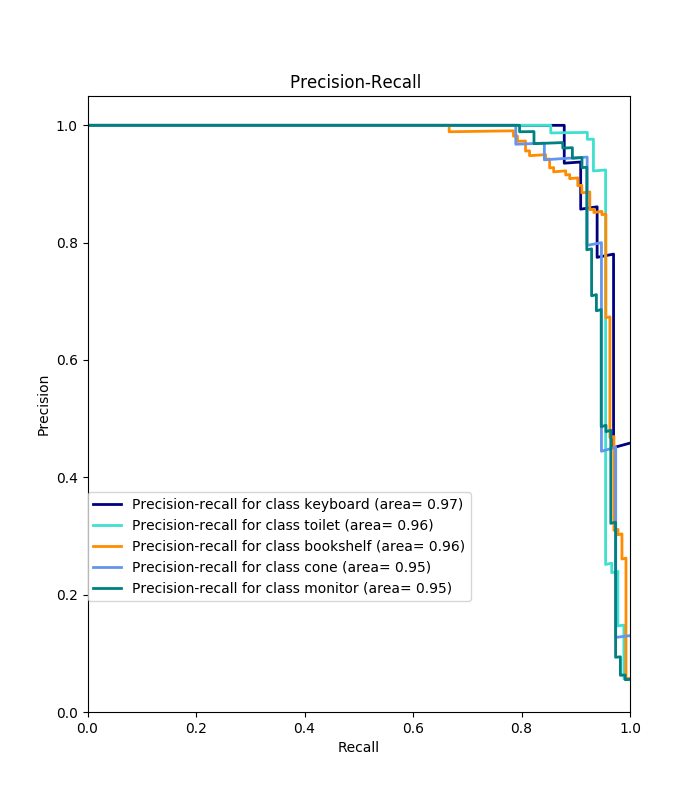 Precision-Recall
1.0
0.8
0.6
0.4
0.2
0.0
Precision
Precision-recall for class keyboard (area= 0.97)
Precision-recall for class toilet (area= 0.96)
Precision-recall for class bookshelf (area= 0.96)
Precision-recall for class cone (area= 0.95)
Precision-recall for class monitor (area= 0.95)
0.0 0.2 0.4 0.6 0.8 1.0
Recall